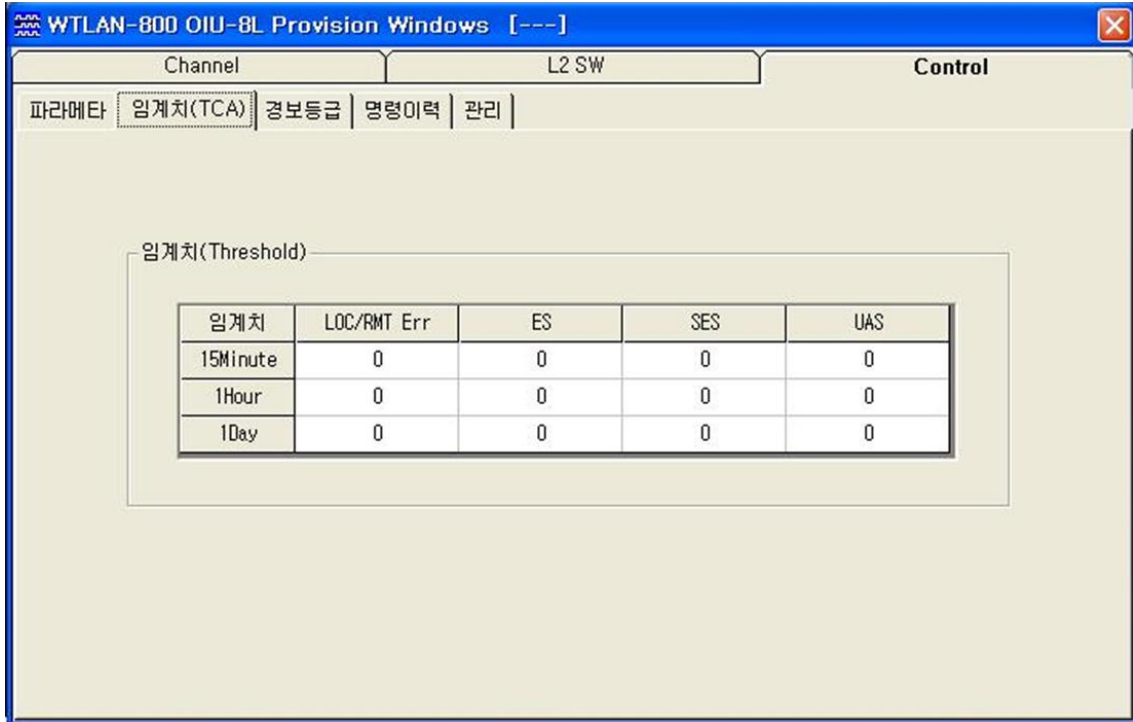 WTLAN-800 OIU-8L Provision Windows [---]
Channel L2 SW Control
파라메타 임계치(TCA) 경보등급 명령이력 관리
임계치(Threshold)
임계치 LOC/RMT Err ES SES UAS
15Minute 0 0 0 0
1Hour 0 0 0 0
1Day 0 0 0 0